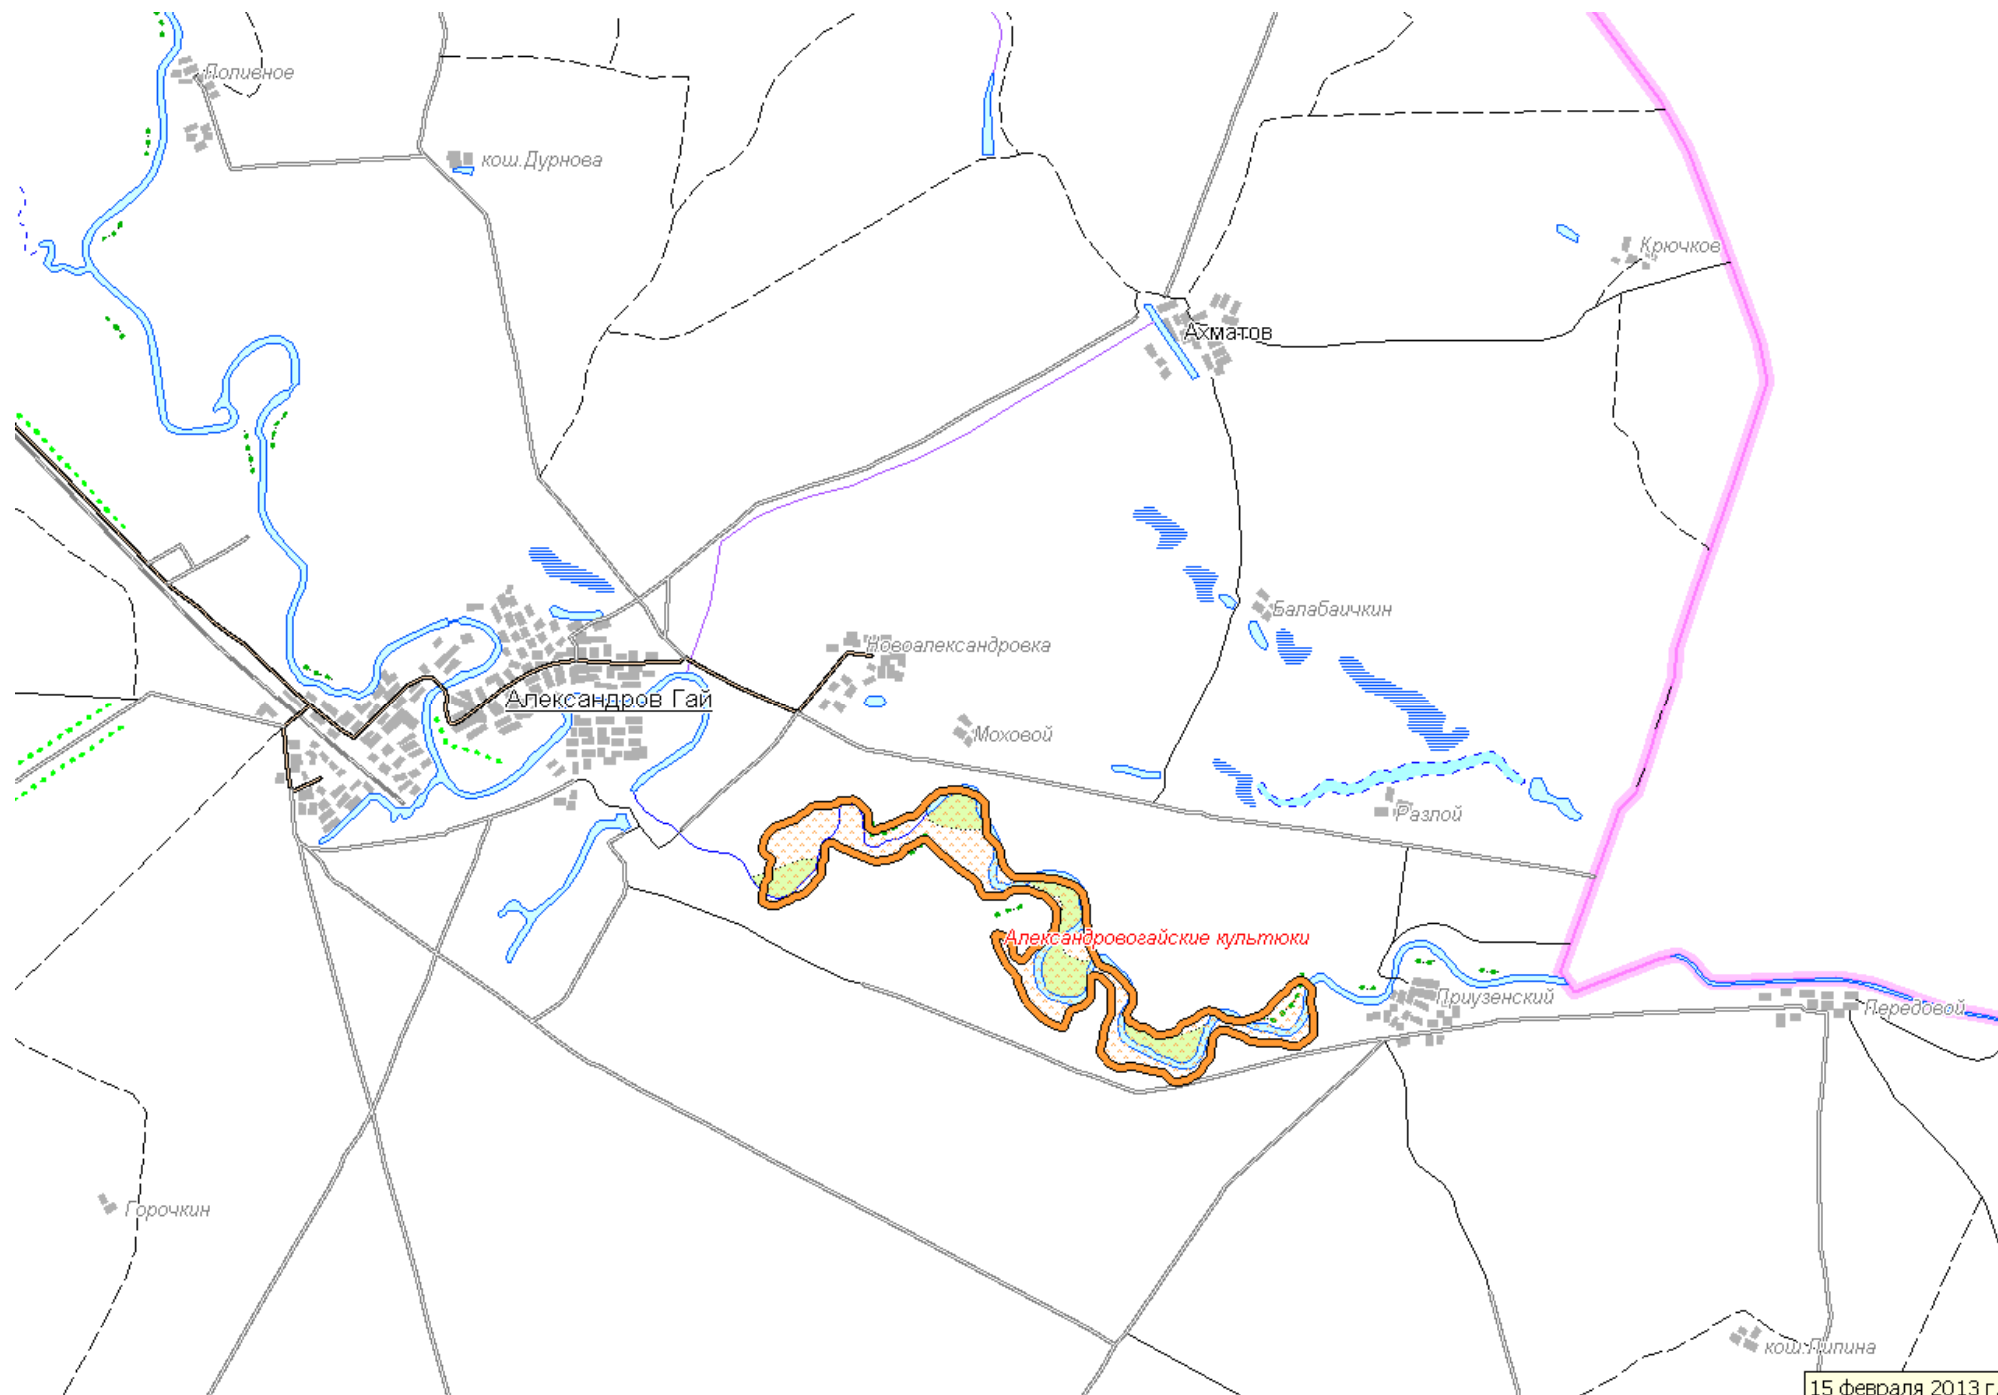 Поливное
кош.Дурнова
Крючков
Ахматов
Балабаичкин
Новоалександровка
Александров Гай
Моховой
Разлой
Александровогайские культюки
Приузенский
Передовой
Горочкин
кош.Пипина
15 февраля 2013 г.